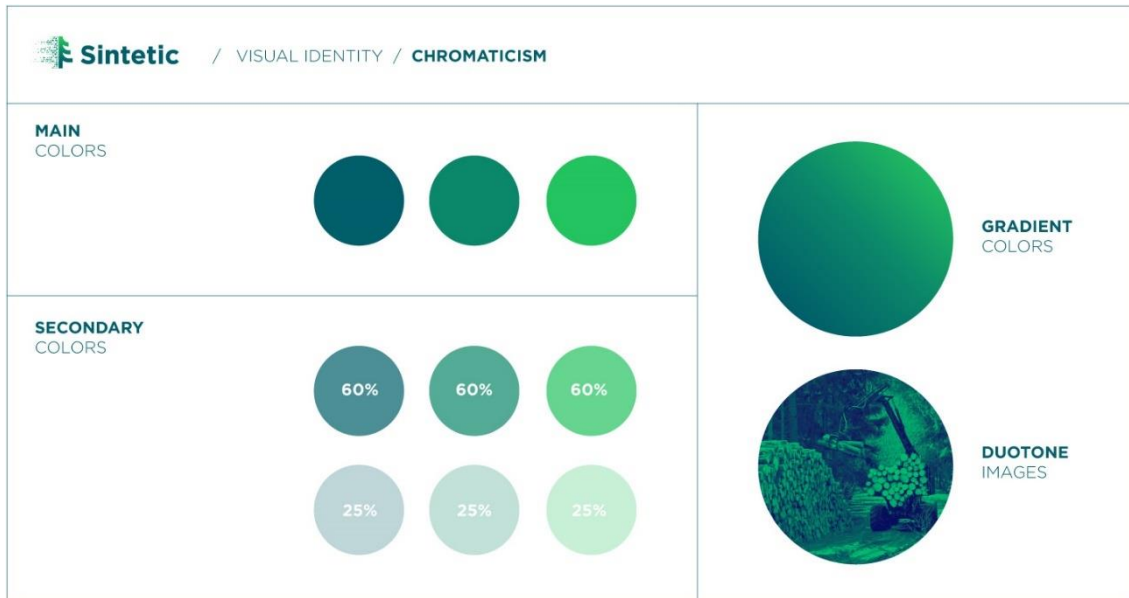 Sintetic / VISUAL IDENTITY / CHROMATICISM
MAIN
COLORS
SECONDARY
COLORS
60% 60% 60%
25% 25% 25%
GRADIENT
COLORS
DUOTONE
IMAGES